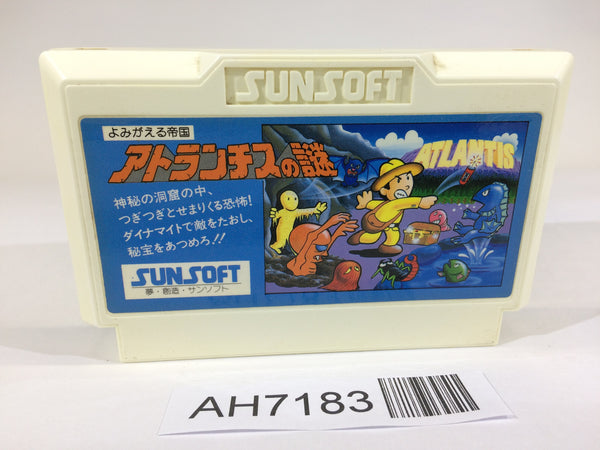 SUNSOFT
よみがえる帝国
アトランチスの謎
神秘の洞窟の中、
つぎつぎとせまりくる恐怖!
ダイナマイトで敵をたおし、
秘宝をあつめろ!!
SUNSOFT
夢・創造・サンソフト
ATLANTIS
AH7183